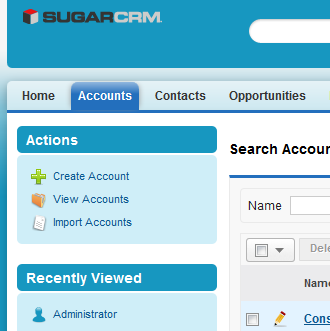 SUGARCRM.
Home Accounts Contacts Opportunities
Actions
Create Account
View Accounts
Import Accounts
Recently Viewed
Administrator
Search Accoun
Name
Dele
Name
Cons